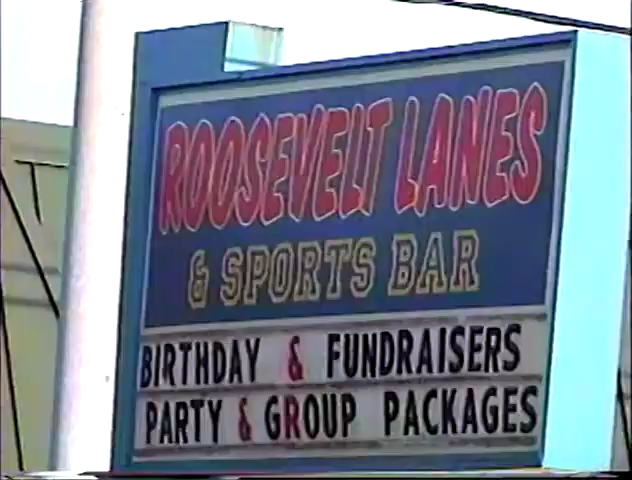 ROOSEVELT LANES
& SPORTS BAR
BIRTHDAY & FUNDRAISERS
PARTY & GROUP PACKAGES